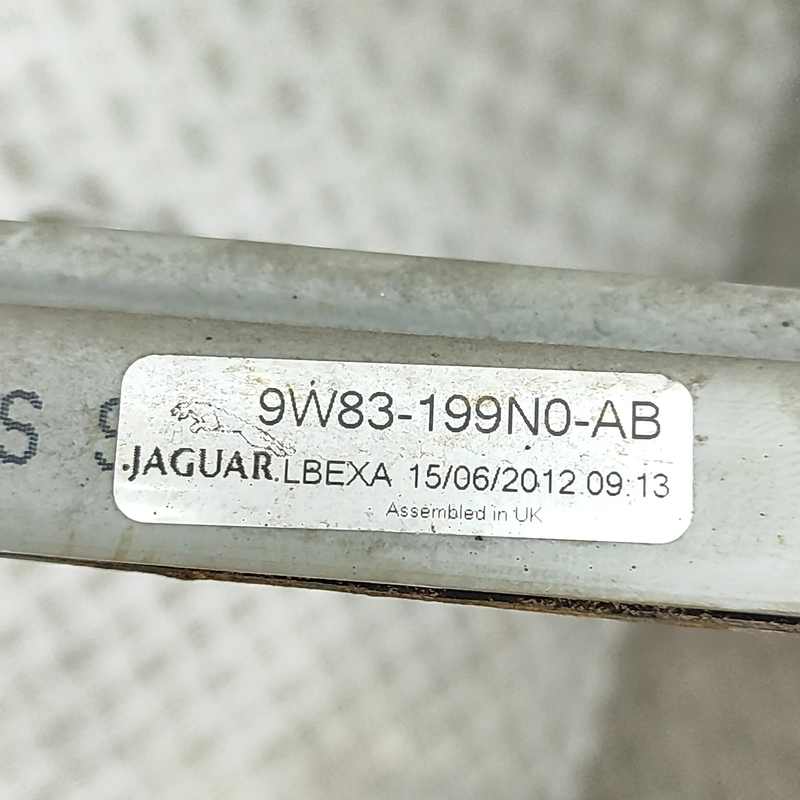 S S
9W83-199N0-AB
JAGUAR LBEXA 15/06/2012 09:13
Assembled in UK